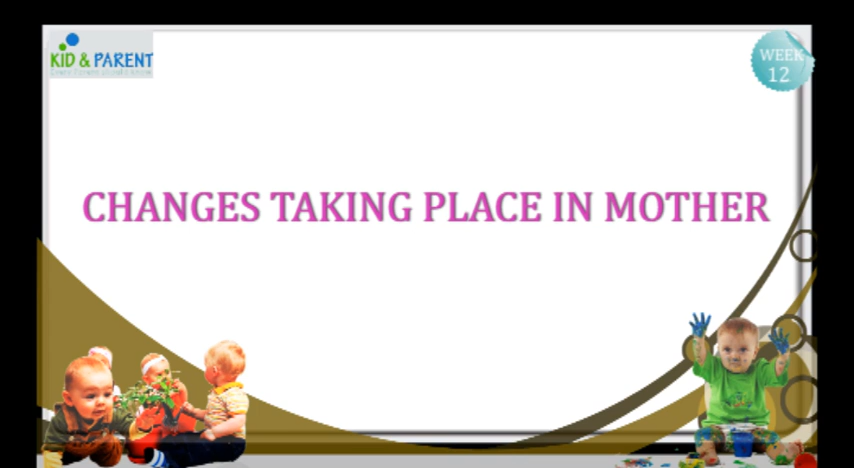 KID & PARENT
WEEK
12
CHANGES TAKING PLACE IN MOTHER